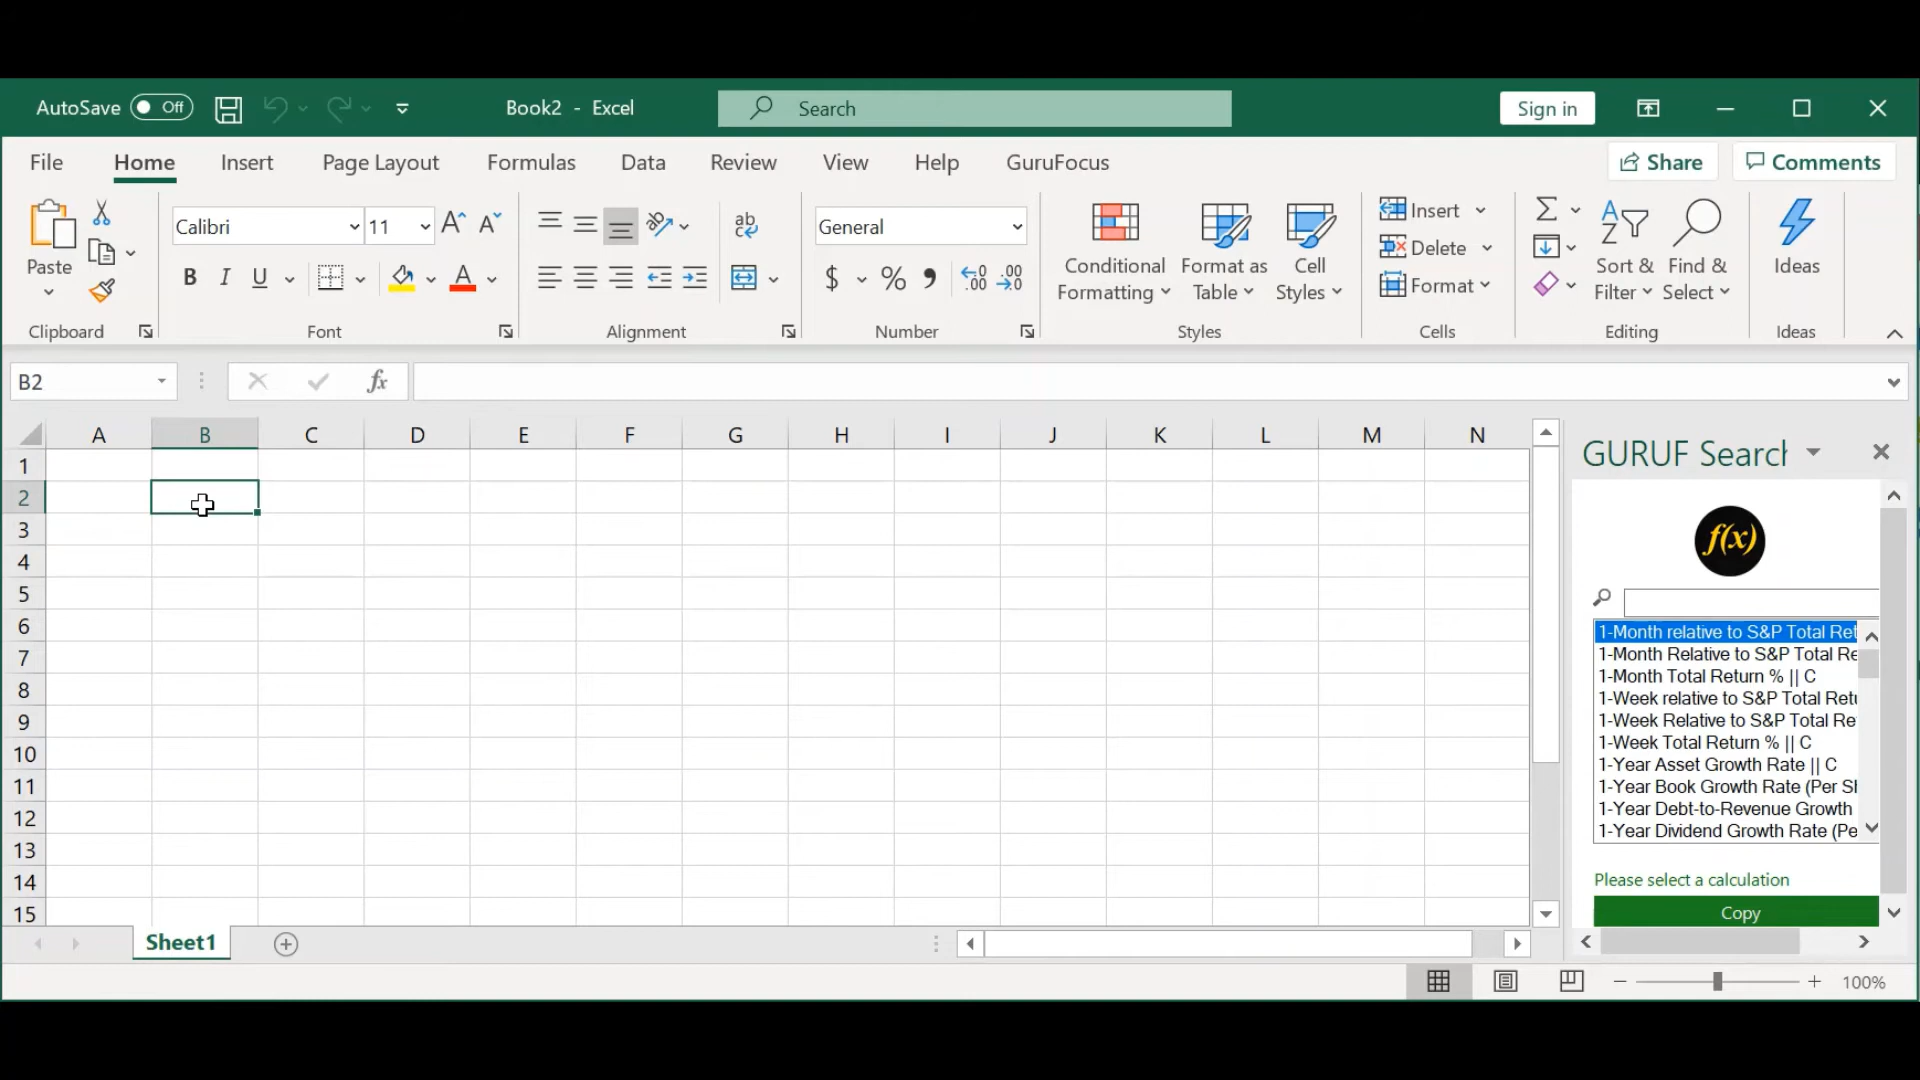 AutoSave Off Book2 - Excel Search Sign in
File Home Insert Page Layout Formulas Data Review View Help GuruFocus Share Comments
Paste
Clipboard
Calibri 11
B I U A
Font
ab
Alignment
General
$ % , .00 .00
Number
Conditional Formatting
Format as Table
Cell Styles
Styles
Insert
Delete
Format
Cells
Sort & Filter
Find & Select
Editing
Ideas
Ideas
B2 fx
A B C D E F G H I J K L M N
1
2
3
4
5
6
7
8
9
10
11
12
13
14
15
GURUF Search
f(x)
1-Month relative to S&P Total Ret
1-Month Relative to S&P Total Re
1-Month Total Return % || C
1-Week relative to S&P Total Retu
1-Week Relative to S&P Total Re
1-Week Total Return % || C
1-Year Asset Growth Rate || C
1-Year Book Growth Rate (Per Sh
1-Year Debt-to-Revenue Growth
1-Year Dividend Growth Rate (Pe
Please select a calculation
Copy
Sheet1
100%